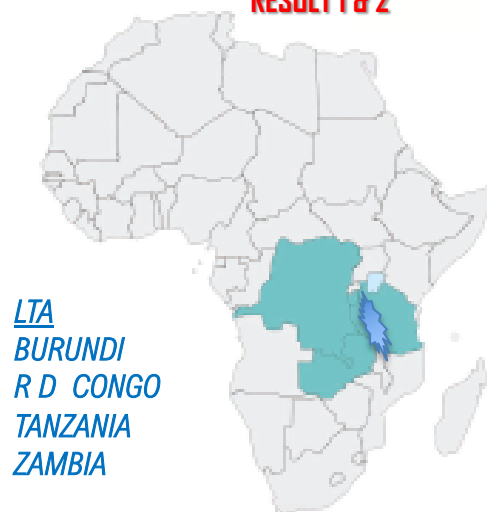 RESULT 1 & 2
LTA
BURUNDI
R D CONGO
TANZANIA
ZAMBIA